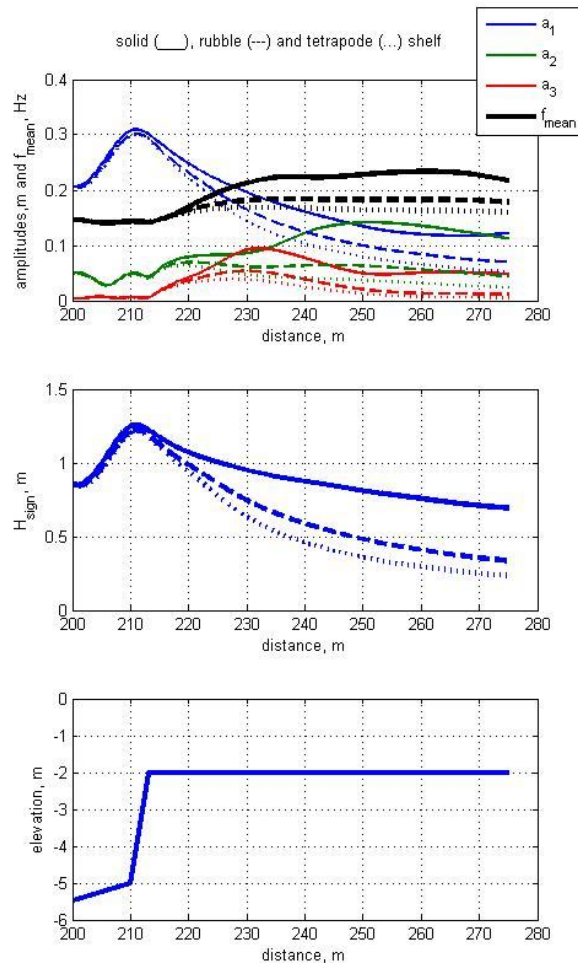 solid (___), rubble (---) and tetrapode (...) shelf
a1
a2
a3
fmean
amplitudes,m and fmean, Hz
0.4
0.3
0.2
0.1
0
200 210 220 230 240 250 260 270 280
distance, m
Hsign, m
1.5
1
0.5
0
200 210 220 230 240 250 260 270 280
distance, m
elevation, m
0
-1
-2
-3
-4
-5
-6
200 210 220 230 240 250 260 270 280
distance, m